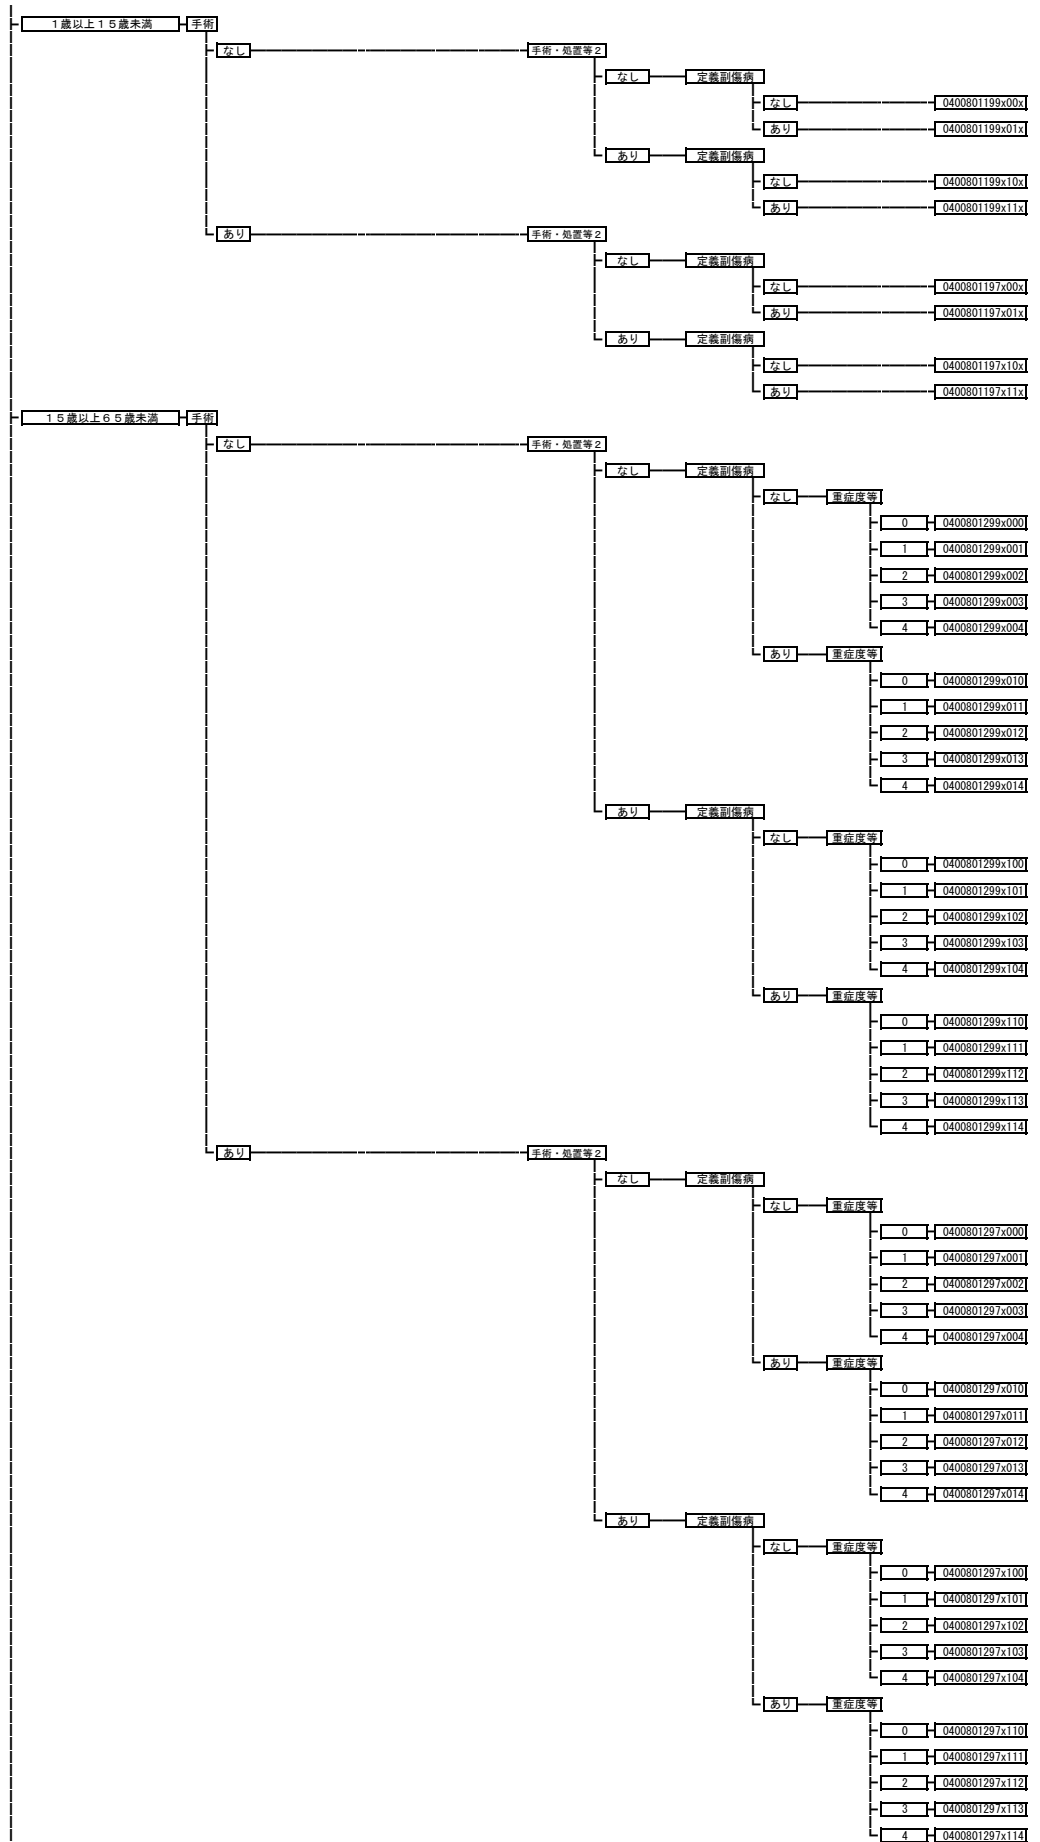 １歳以上１５歳未満 手術
なし 手術・処置等２
なし 定義副傷病
なし 0400801199x00x
あり 0400801199x01x
あり 定義副傷病
なし 0400801199x10x
あり 0400801199x11x
あり 手術・処置等２
なし 定義副傷病
なし 0400801197x00x
あり 0400801197x01x
あり 定義副傷病
なし 0400801197x10x
あり 0400801197x11x
１５歳以上６５歳未満 手術
なし 手術・処置等２
なし 定義副傷病
なし 重症度等
0 0400801299x000
1 0400801299x001
2 0400801299x002
3 0400801299x003
4 0400801299x004
あり 重症度等
0 0400801299x010
1 0400801299x011
2 0400801299x012
3 0400801299x013
4 0400801299x014
あり 定義副傷病
なし 重症度等
0 0400801299x100
1 0400801299x101
2 0400801299x102
3 0400801299x103
4 0400801299x104
あり 重症度等
0 0400801299x110
1 0400801299x111
2 0400801299x112
3 0400801299x113
4 0400801299x114
あり 手術・処置等２
なし 定義副傷病
なし 重症度等
0 0400801297x000
1 0400801297x001
2 0400801297x002
3 0400801297x003
4 0400801297x004
あり 重症度等
0 0400801297x010
1 0400801297x011
2 0400801297x012
3 0400801297x013
4 0400801297x014
あり 定義副傷病
なし 重症度等
0 0400801297x100
1 0400801297x101
2 0400801297x102
3 0400801297x103
4 0400801297x104
あり 重症度等
0 0400801297x110
1 0400801297x111
2 0400801297x112
3 0400801297x113
4 0400801297x114